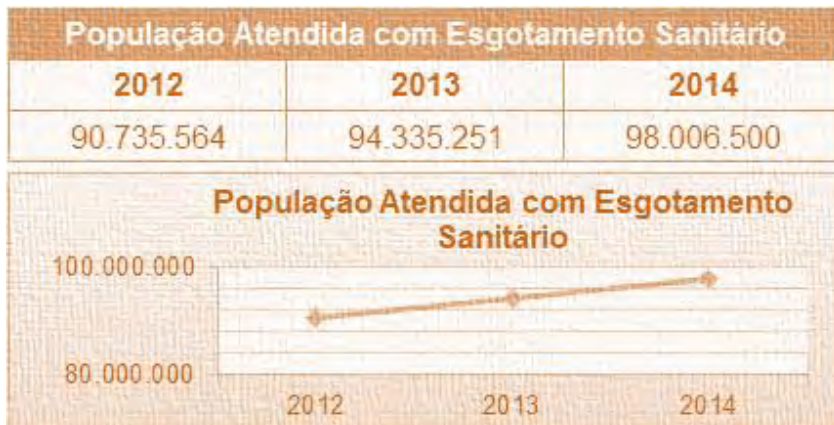 População Atendida com Esgotamento Sanitário
2012 2013 2014
90.735.564 94.335.251 98.006.500
População Atendida com Esgotamento
Sanitário
100.000.000
80.000.000
2012 2013 2014